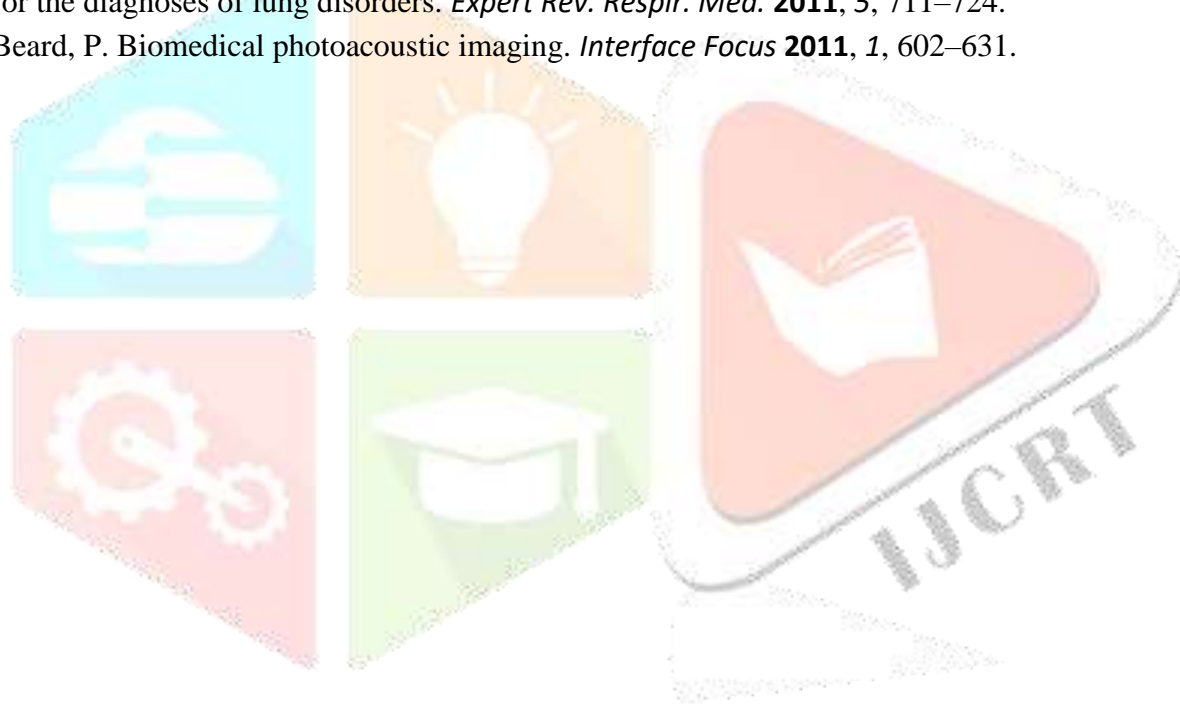 or the diagnoses of lung disorders. Expert Rev. Respir. Med. 2011, 5, 711–724.
Beard, P. Biomedical photoacoustic imaging. Interface Focus 2011, 1, 602–631.
IJCRT